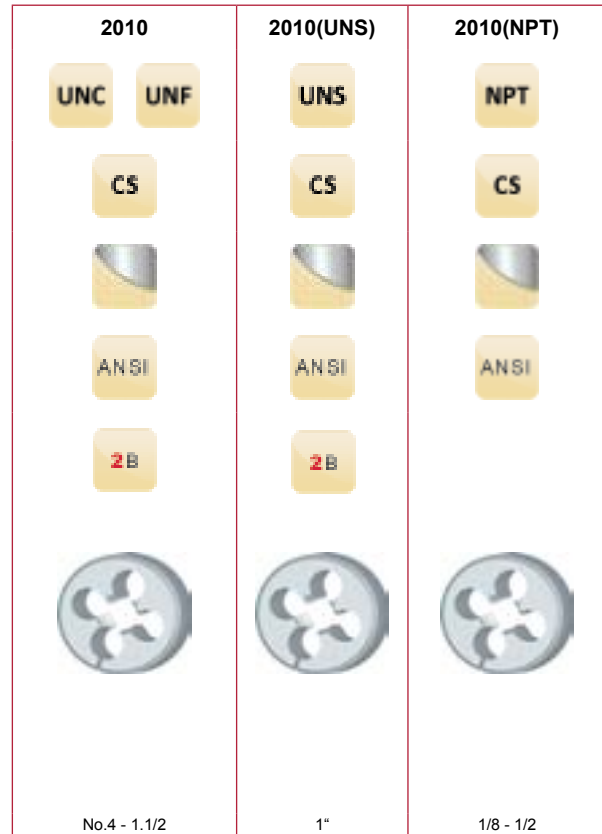 2010 2010(UNS) 2010(NPT)
UNC UNF UNS NPT
CS CS CS
ANSI ANSI ANSI
2B 2B
No.4 - 1.1/2 1“ 1/8 - 1/2